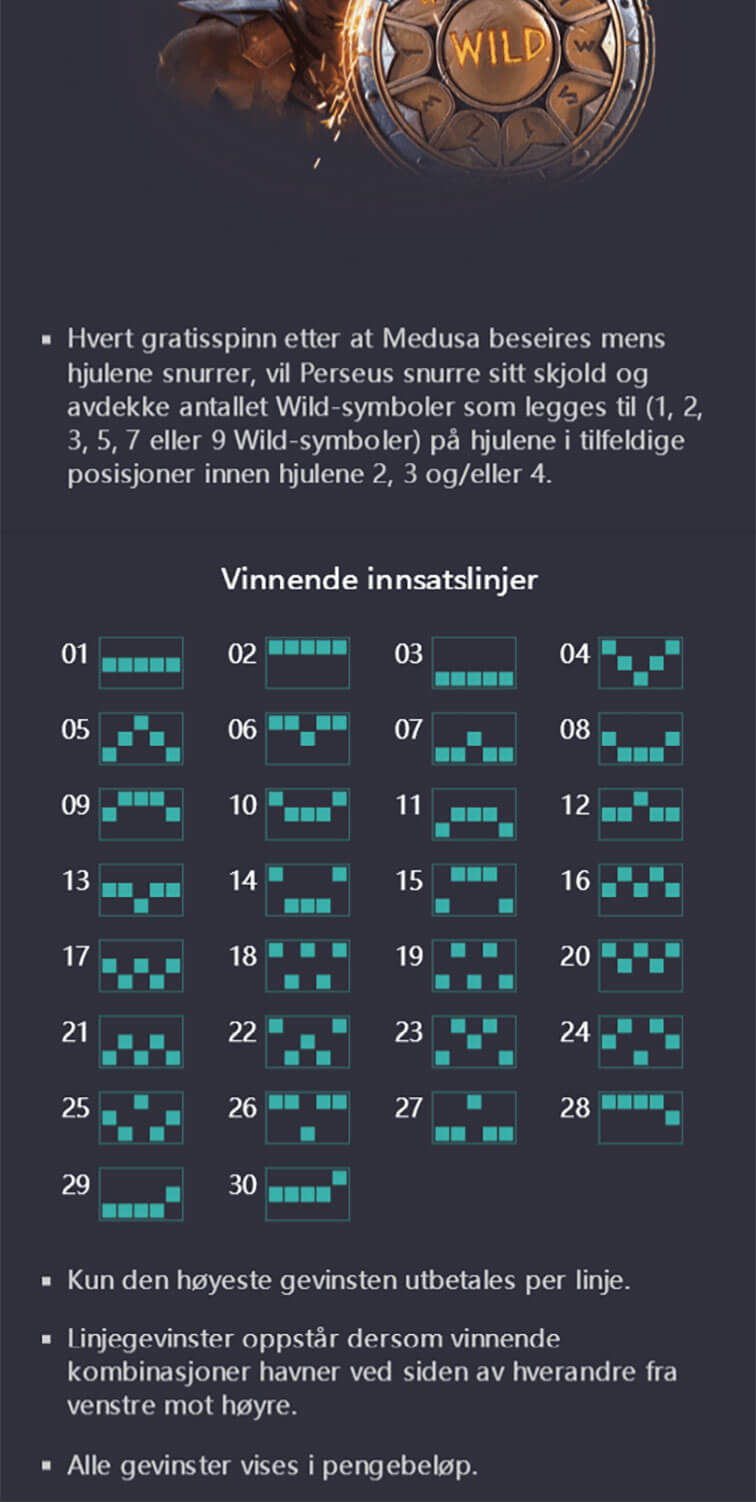 WILD
▪ Hvert gratisspinn etter at Medusa beseires mens
hjulene snurrer, vil Perseus snurre sitt skjold og
avdekke antallet Wild-symboler som legges til (1, 2,
3, 5, 7 eller 9 Wild-symboler) på hjulene i tilfeldige
posisjoner innen hjulene 2, 3 og/eller 4.
Vinnende innsatslinjer
01 02 03 04
05 06 07 08
09 10 11 12
13 14 15 16
17 18 19 20
21 22 23 24
25 26 27 28
29 30
▪ Kun den høyeste gevinsten utbetales per linje.
▪ Linjegevinster oppstår dersom vinnende
kombinasjoner havner ved siden av hverandre fra
venstre mot høyre.
▪ Alle gevinster vises i pengebeløp.